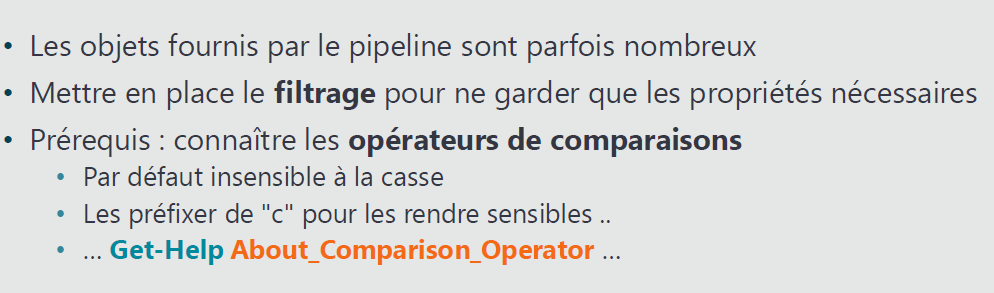 • Les objets fournis par le pipeline sont parfois nombreux
• Mettre en place le filtrage pour ne garder que les propriétés nécessaires
• Prérequis : connaître les opérateurs de comparaisons
• Par défaut insensible à la casse
• Les préfixer de "c" pour les rendre sensibles ..
• ... Get-Help About_Comparison_Operator ...